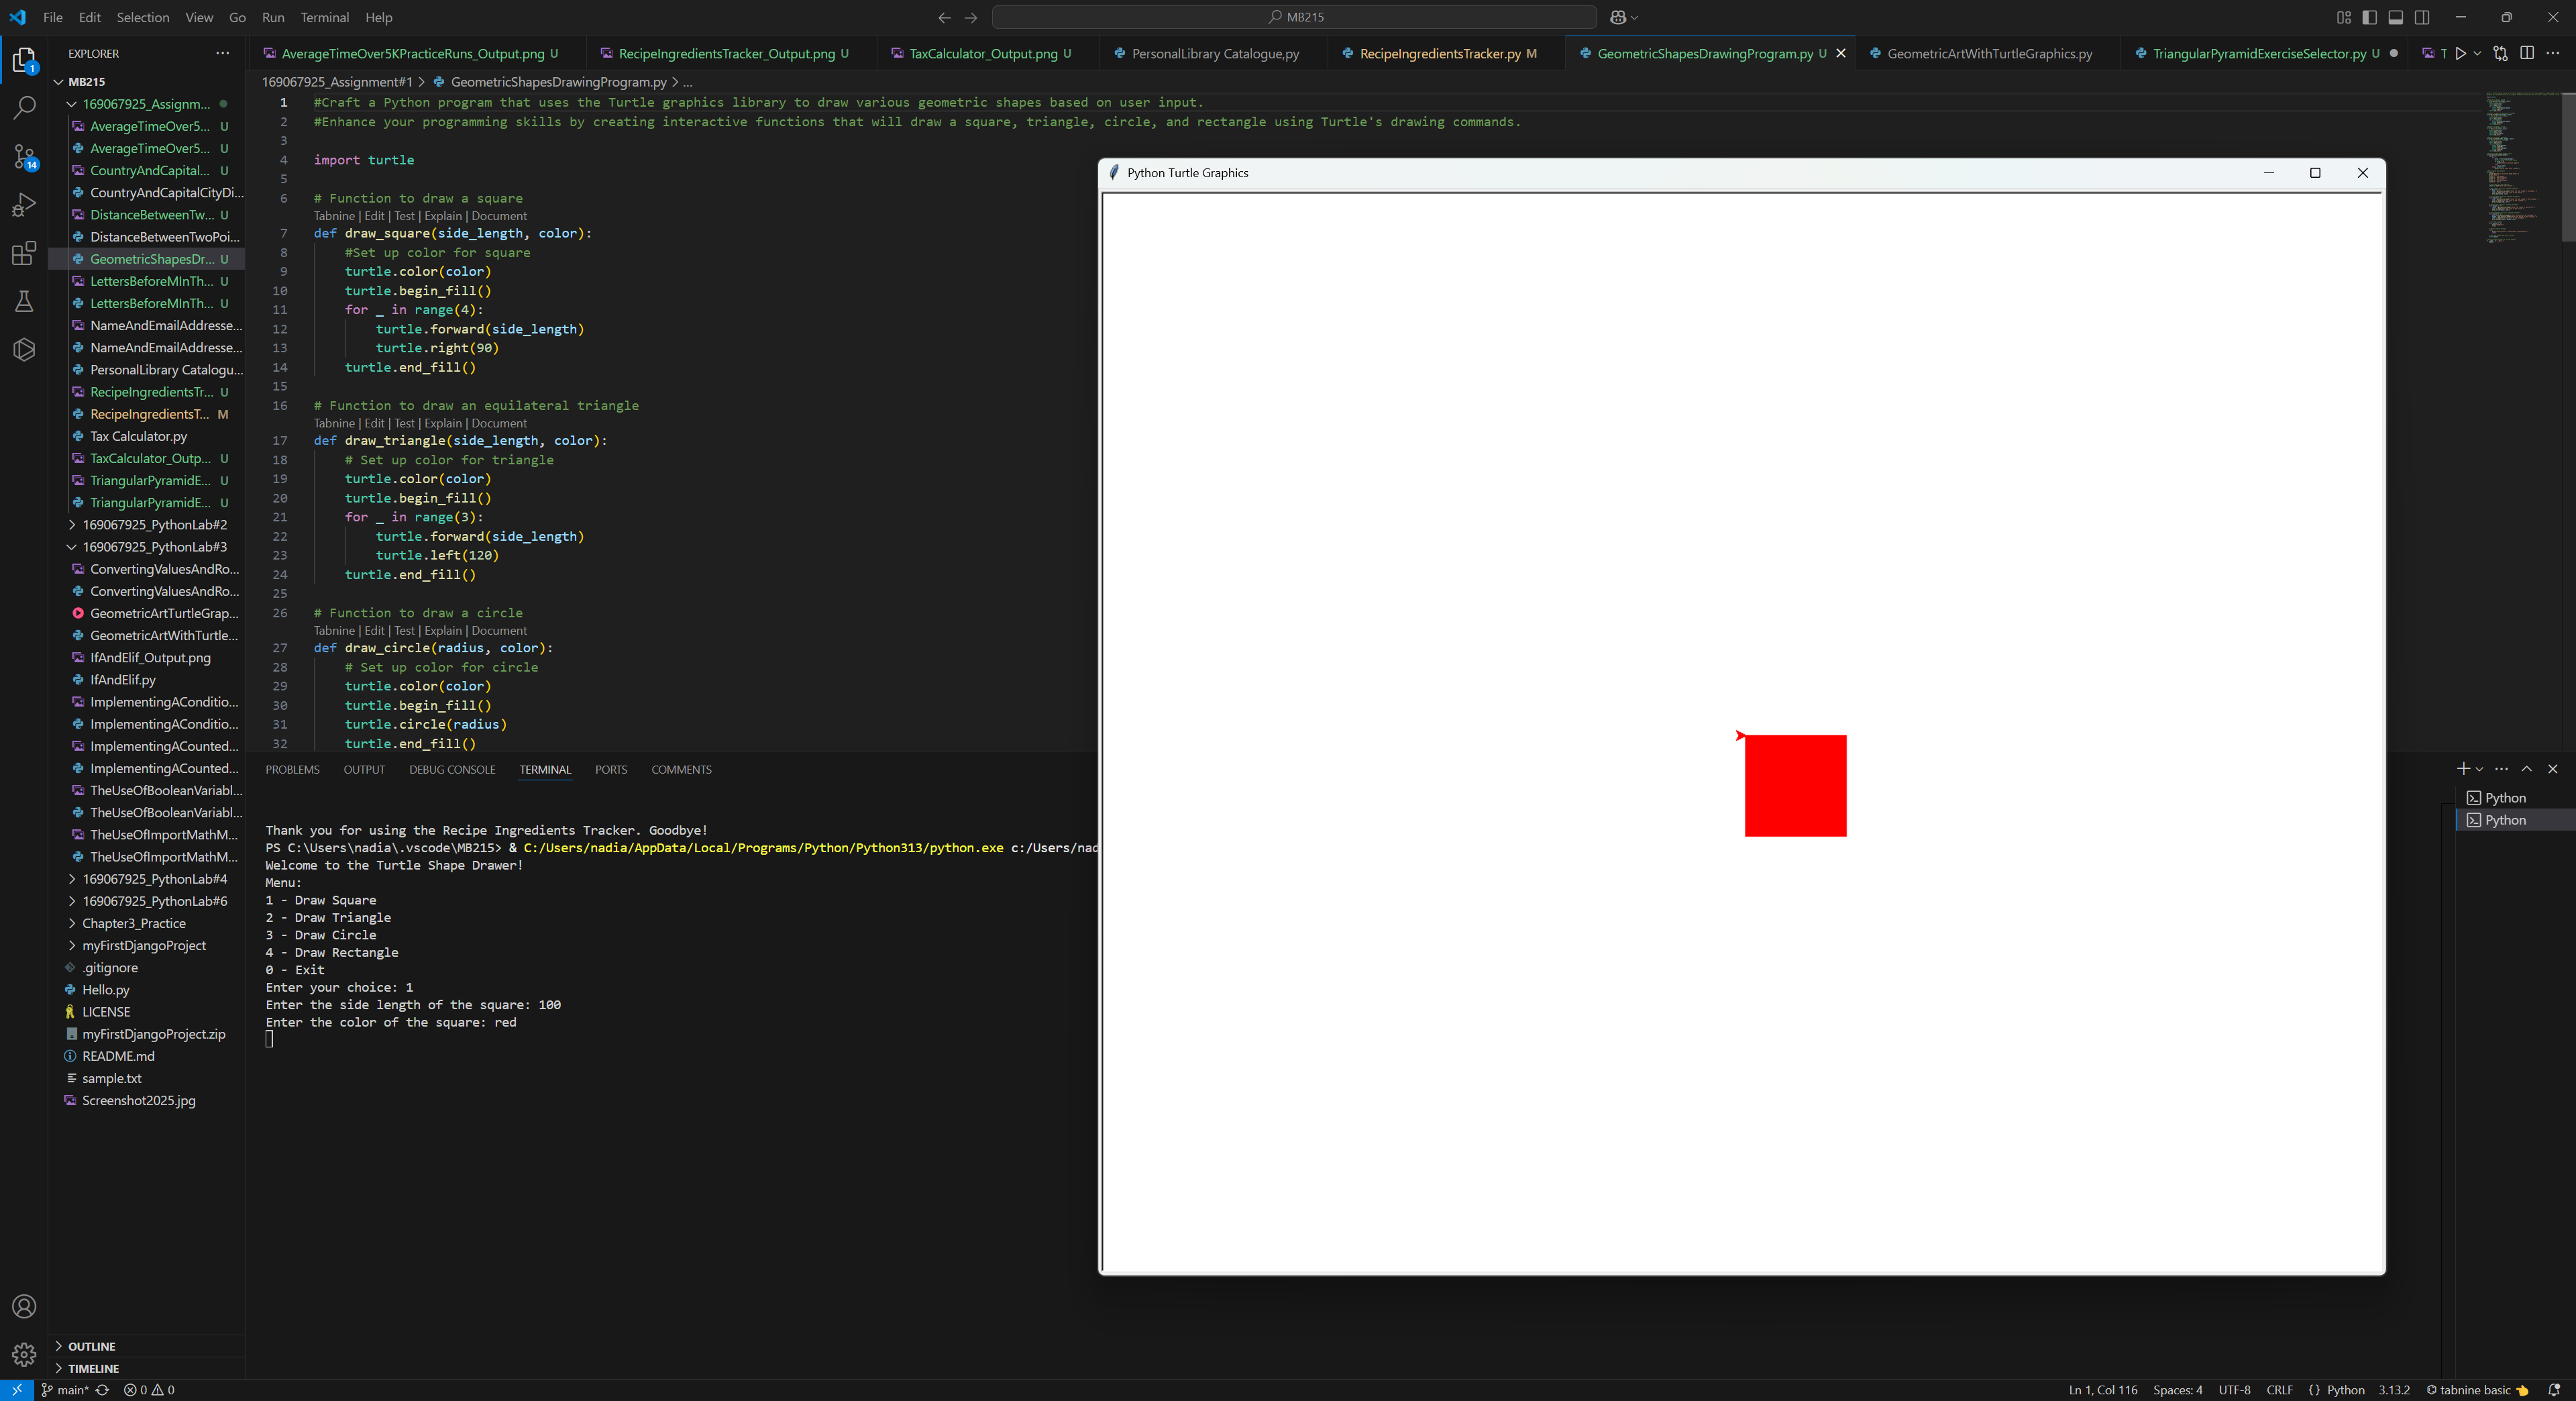 File Edit Selection View Go Run Terminal Help
MB215
EXPLORER
MB215
169067925_Assignm...
AverageTimeOver5... U
AverageTimeOver5... U
CountryAndCapital... U
CountryAndCapitalCityDi...
DistanceBetweenTw... U
DistanceBetweenTwoPoi...
GeometricShapesDr... U
LettersBeforeMInTh... U
LettersBeforeMInTh... U
NameAndEmailAddresse...
NameAndEmailAddresse...
PersonalLibrary Catalogu...
RecipeIngredientsTr... U
RecipeIngredientsT... M
Tax Calculator.py
TaxCalculator_Outp... U
TriangularPyramidE... U
TriangularPyramidE... U
169067925_PythonLab#2
169067925_PythonLab#3
ConvertingValuesAndRo...
ConvertingValuesAndRo...
GeometricArtTurtleGrap...
GeometricArtWithTurtle...
IfAndElif_Output.png
IfAndElif.py
ImplementingAConditio...
ImplementingAConditio...
ImplementingACounted...
ImplementingACounted...
TheUseOfBooleanVariabl...
TheUseOfBooleanVariabl...
TheUseOfImportMathM...
TheUseOfImportMathM...
169067925_PythonLab#4
169067925_PythonLab#6
Chapter3_Practice
myFirstDjangoProject
.gitignore
Hello.py
LICENSE
myFirstDjangoProject.zip
README.md
sample.txt
Screenshot2025.jpg
OUTLINE
TIMELINE
1
14
AverageTimeOver5KPracticeRuns_Output.png U
RecipeIngredientsTracker_Output.png U
TaxCalculator_Output.png U
PersonalLibrary Catalogue,py
RecipeIngredientsTracker.py M
GeometricShapesDrawingProgram.py U
GeometricArtWithTurtleGraphics.py
TriangularPyramidExerciseSelector.py U
T
169067925_Assignment#1 > GeometricShapesDrawingProgram.py > ...
1 #Craft a Python program that uses the Turtle graphics library to draw various geometric shapes based on user input.
2 #Enhance your programming skills by creating interactive functions that will draw a square, triangle, circle, and rectangle using Turtle's drawing commands.
3
4 import turtle
5
6 # Function to draw a square
Tabnine | Edit | Test | Explain | Document
7 def draw_square(side_length, color):
8 #Set up color for square
9 turtle.color(color)
10 turtle.begin_fill()
11 for _ in range(4):
12 turtle.forward(side_length)
13 turtle.right(90)
14 turtle.end_fill()
15
16 # Function to draw an equilateral triangle
Tabnine | Edit | Test | Explain | Document
17 def draw_triangle(side_length, color):
18 # Set up color for triangle
19 turtle.color(color)
20 turtle.begin_fill()
21 for _ in range(3):
22 turtle.forward(side_length)
23 turtle.left(120)
24 turtle.end_fill()
25
26 # Function to draw a circle
Tabnine | Edit | Test | Explain | Document
27 def draw_circle(radius, color):
28 # Set up color for circle
29 turtle.color(color)
30 turtle.begin_fill()
31 turtle.circle(radius)
32 turtle.end_fill()
Python Turtle Graphics
PROBLEMS OUTPUT DEBUG CONSOLE TERMINAL PORTS COMMENTS
Thank you for using the Recipe Ingredients Tracker. Goodbye!
PS C:\Users\nadia\.vscode\MB215> & C:/Users/nadia/AppData/Local/Programs/Python/Python313/python.exe c:/Users/nad
Welcome to the Turtle Shape Drawer!
Menu:
1 - Draw Square
2 - Draw Triangle
3 - Draw Circle
4 - Draw Rectangle
0 - Exit
Enter your choice: 1
Enter the side length of the square: 100
Enter the color of the square: red
Python
Python
main* 0 0
Ln 1, Col 116 Spaces: 4 UTF-8 CRLF {} Python 3.13.2 tabnine basic